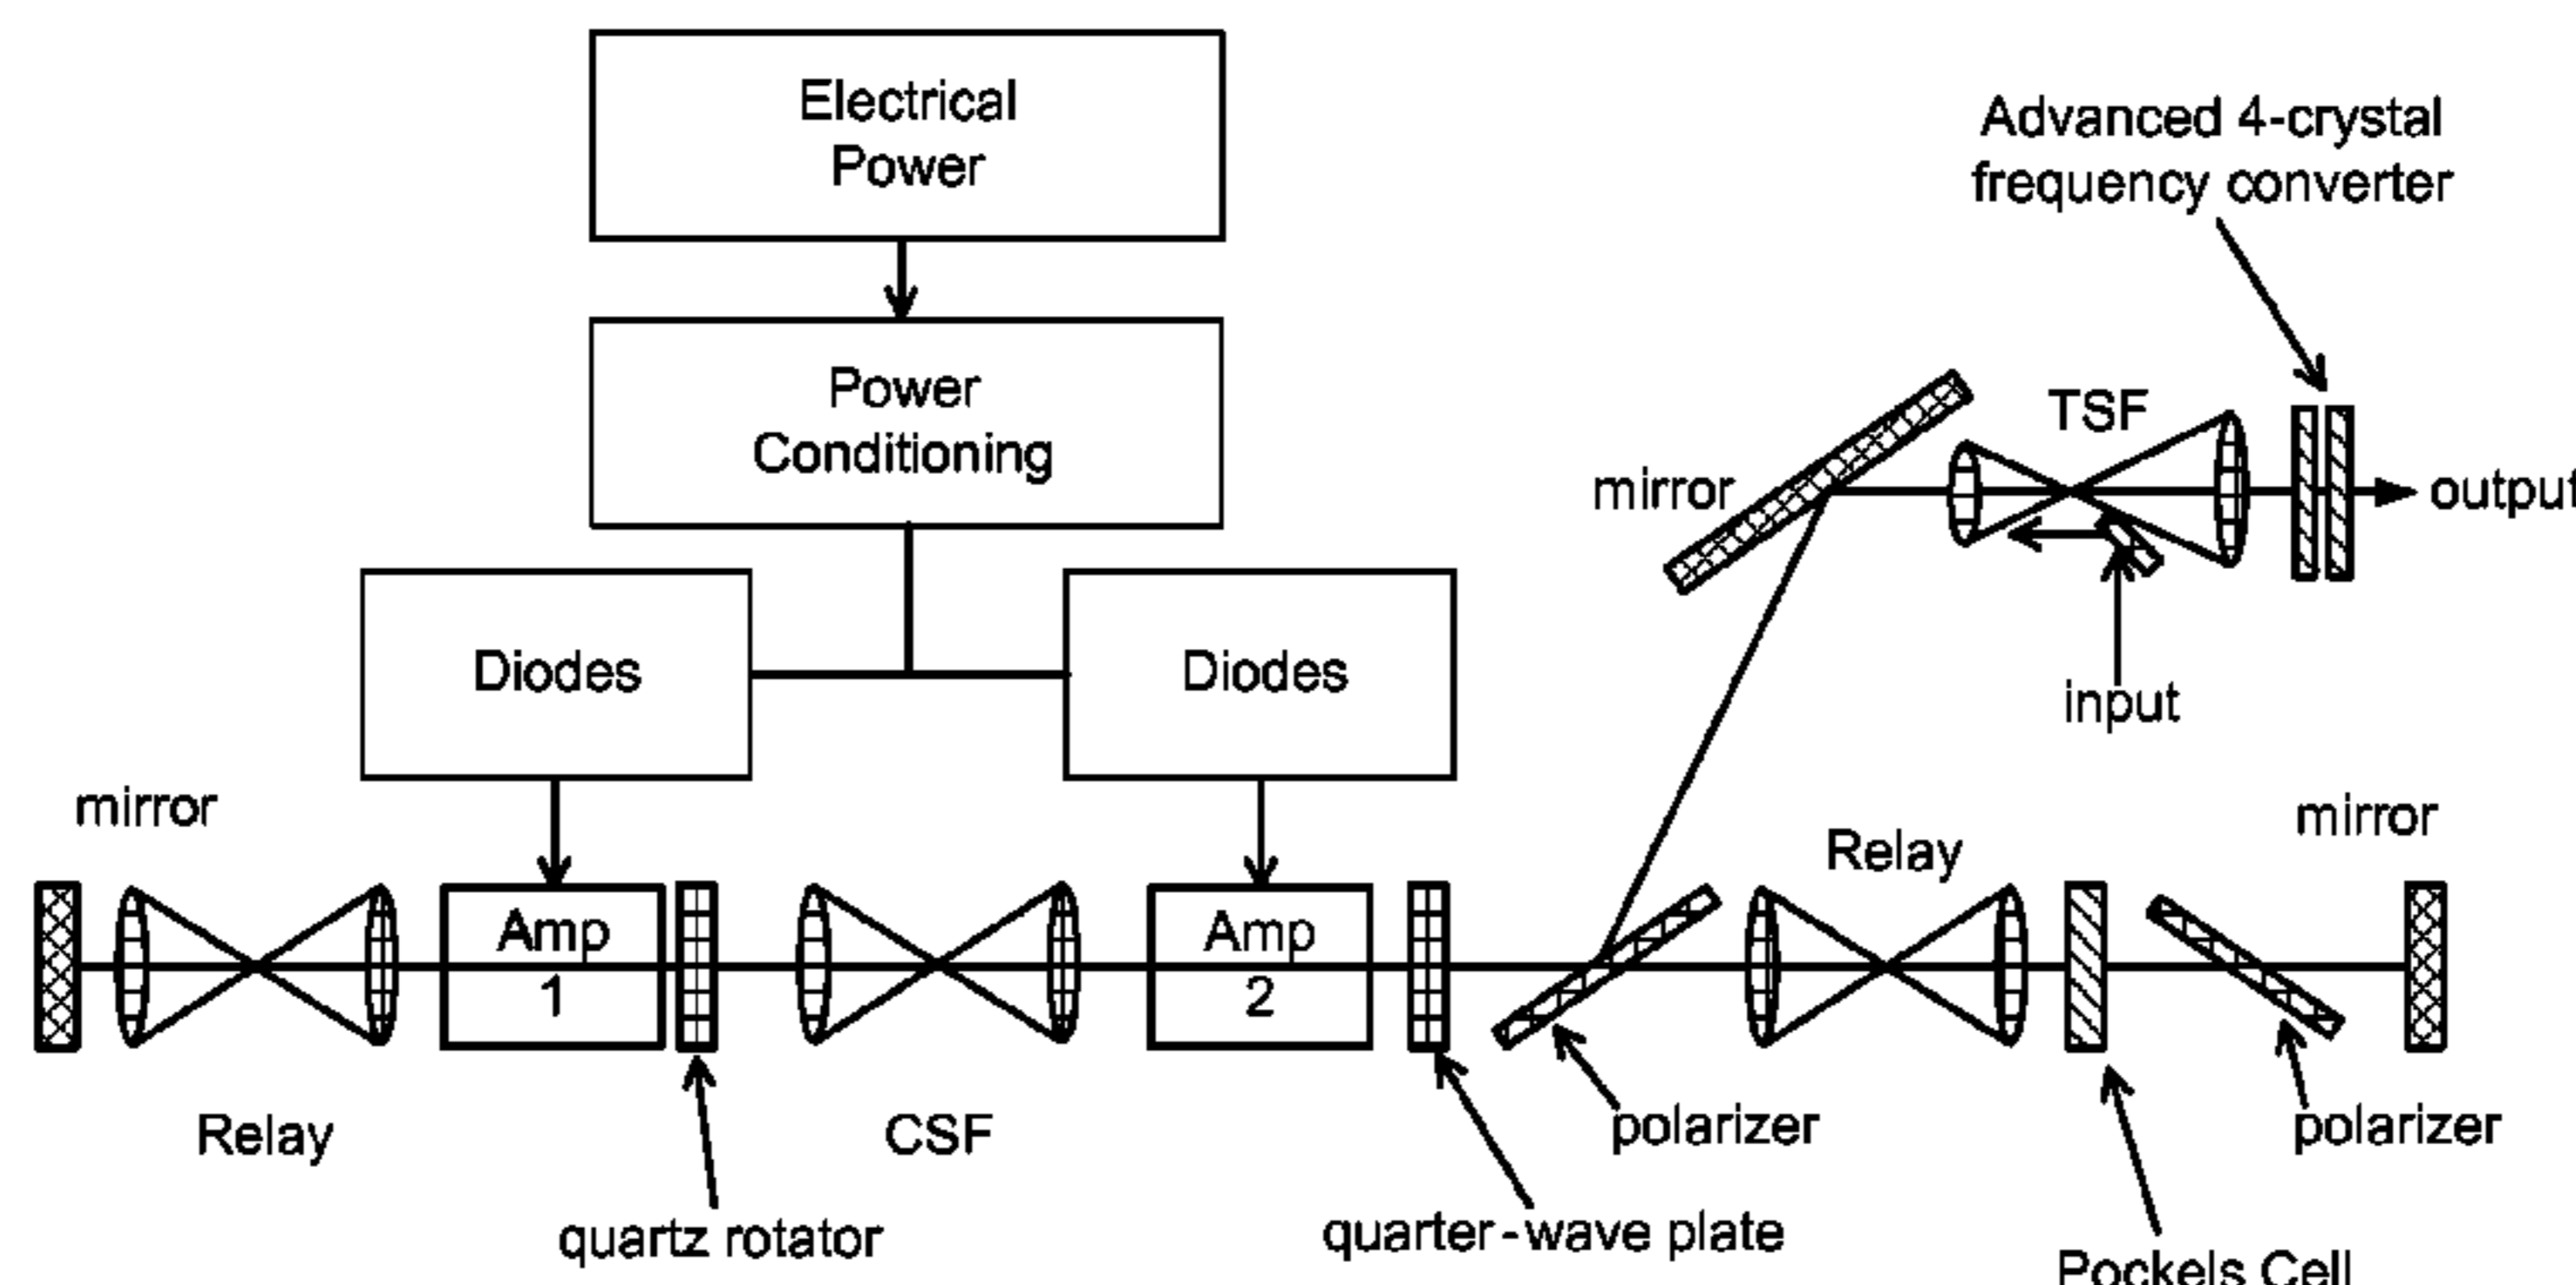 Electrical
Power
Advanced 4-crystal
frequency converter
Power
Conditioning
TSF
mirror
output
Diodes
Diodes
input
mirror
mirror
Relay
Amp
1
Amp
2
Relay
CSF
polarizer
polarizer
quartz rotator
quarter-wave plate
Pockels Cell